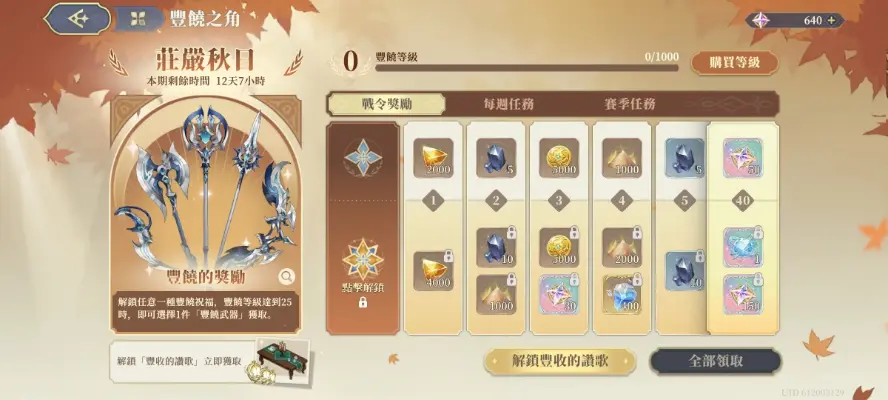 豐饒之角
640 +
莊嚴秋日
本期剩餘時間 12天7小時
0 豐饒等級 0/1000
購買等級
戰令獎勵 每週任務 賽季任務
2000 5 5000 1000 5 50
1 2 3 4 5 40
點擊解鎖
4000 10 5000 2000 10 1
1000 40 400 150
豐饒的獎勵
解鎖任意一種豐饒祝福，豐饒等級達到25
時，即可選擇1件「豐饒武器」獲取。
解鎖「豐收的讚歌」立即獲取
解鎖豐收的讚歌 全部領取